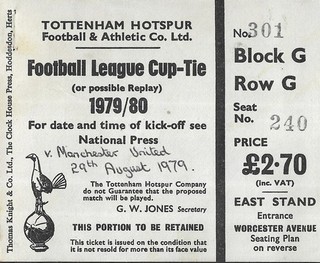 Thomas Knight & Co. Ltd., The Clock House Press, Hoddesdon, Herts
TOTTENHAM HOTSPUR
Football & Athletic Co. Ltd.
Football League Cup-Tie
(or possible Replay)
1979/80
For date and time of kick-off see
National Press
v. Manchester United
29th August 1979.
The Tottenham Hotspur Company
do not Guarantee that the proposed
match will be played.
G. W. JONES Secretary
THIS PORTION TO BE RETAINED
This ticket is issued on the condition that
it is not resold for more than its face value
No. 301
Block G
Row G
Seat
No. 240
PRICE
£2·70
(inc. VAT)
EAST STAND
Entrance
WORCESTER AVENUE
Seating Plan
on reverse